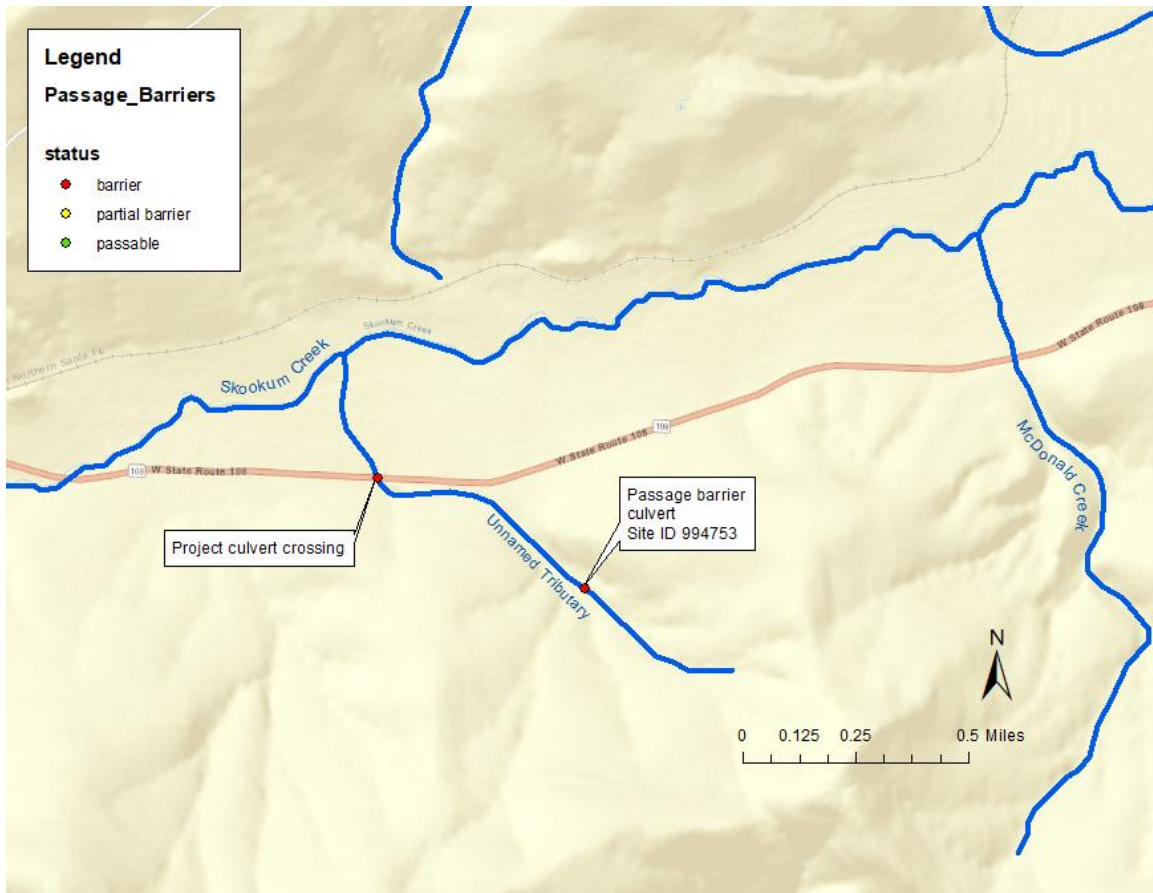 Legend
Passage_Barriers
status
barrier
partial barrier
passable
Skookum Creek
Skookum Creek
Northern Santa Fe
W State Route 108
108
W State Route 108
108
W State Route 108
McDonald Creek
Project culvert crossing
Unnamed Tributary
Passage barrier
culvert
Site ID 994753
N
0 0.125 0.25 0.5 Miles